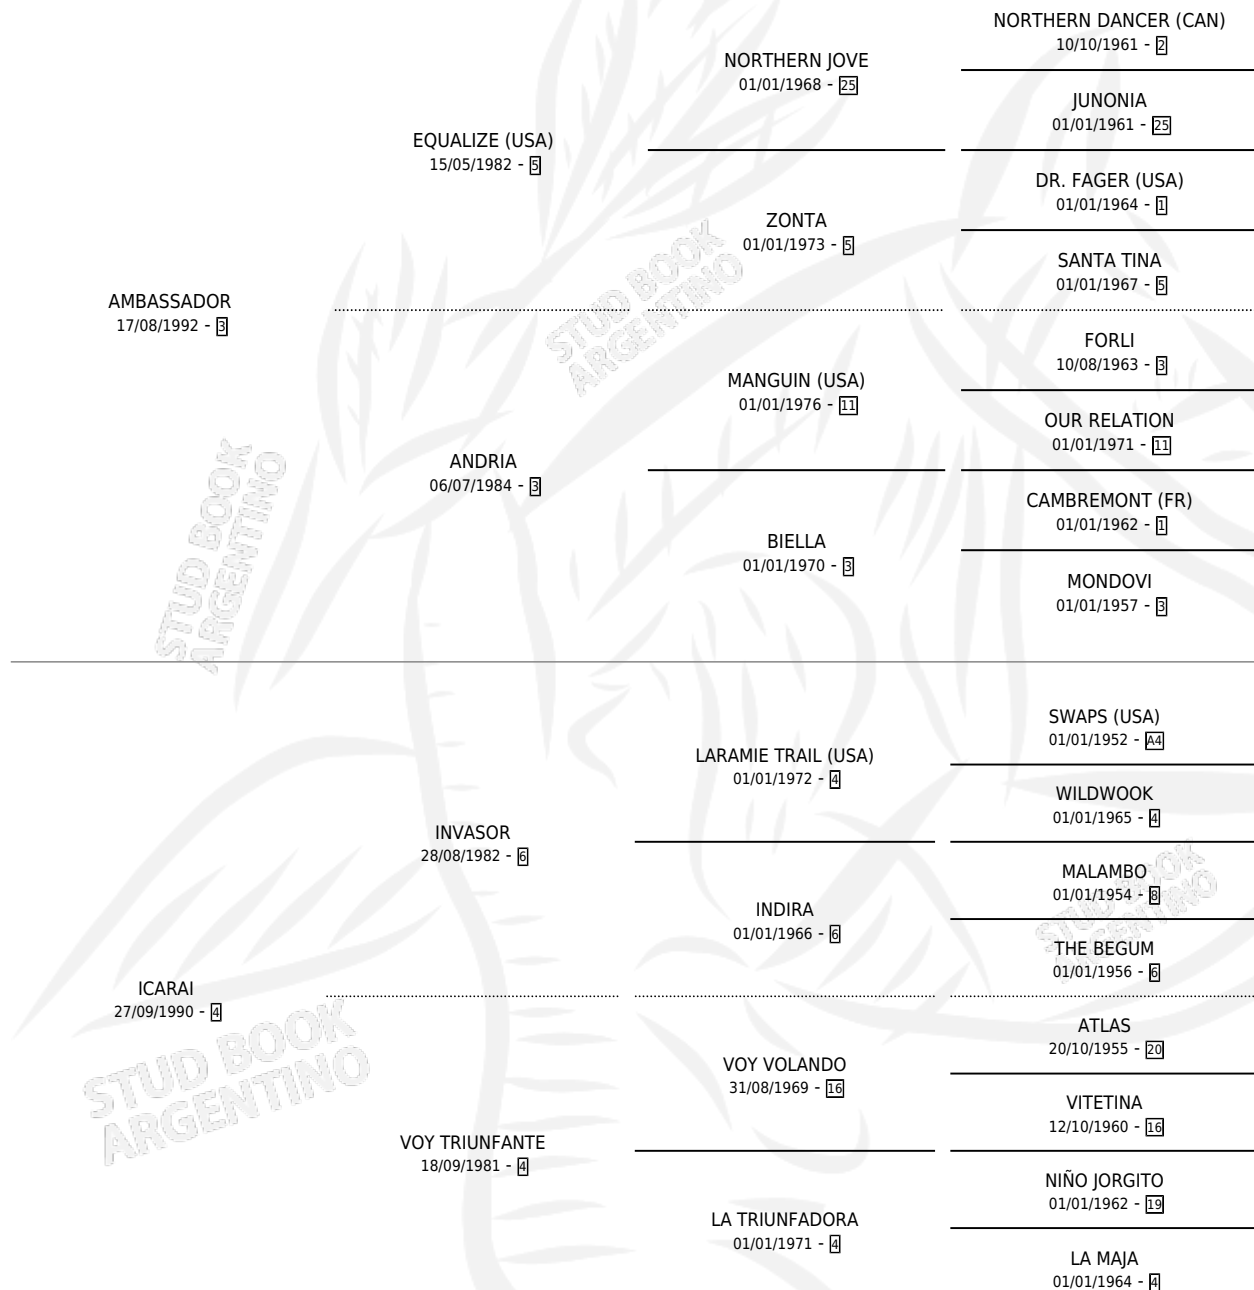 NORTHERN DANCER (CAN)
10/10/1961 - 2
NORTHERN JOVE
01/01/1968 - 25
JUNONIA
01/01/1961 - 25
EQUALIZE (USA)
15/05/1982 - 5
DR. FAGER (USA)
01/01/1964 - 1
ZONTA
01/01/1973 - 5
SANTA TINA
01/01/1967 - 5
AMBASSADOR
17/08/1992 - 3
STUD BOOK
ARGENTINO
FORLI
10/08/1963 - 3
MANGUIN (USA)
01/01/1976 - 11
OUR RELATION
01/01/1971 - 11
ANDRIA
06/07/1984 - 3
CAMBREMONT (FR)
01/01/1962 - 1
BIELLA
01/01/1970 - 3
MONDOVI
01/01/1957 - 3
STUD BOOK
ARGENTINO
SWAPS (USA)
01/01/1952 - A4
LARAMIE TRAIL (USA)
01/01/1972 - 4
WILDWOOK
01/01/1965 - 4
INVASOR
28/08/1982 - 6
MALAMBO
01/01/1954 - 8
INDIRA
01/01/1966 - 6
STUD BOOK
ARGENTINO
THE BEGUM
01/01/1956 - 6
ICARAI
27/09/1990 - 4
STUD BOOK
ARGENTINO
ATLAS
20/10/1955 - 20
VOY VOLANDO
31/08/1969 - 16
VITETINA
12/10/1960 - 16
VOY TRIUNFANTE
18/09/1981 - 4
NIÑO JORGITO
01/01/1962 - 19
LA TRIUNFADORA
01/01/1971 - 4
LA MAJA
01/01/1964 - 4